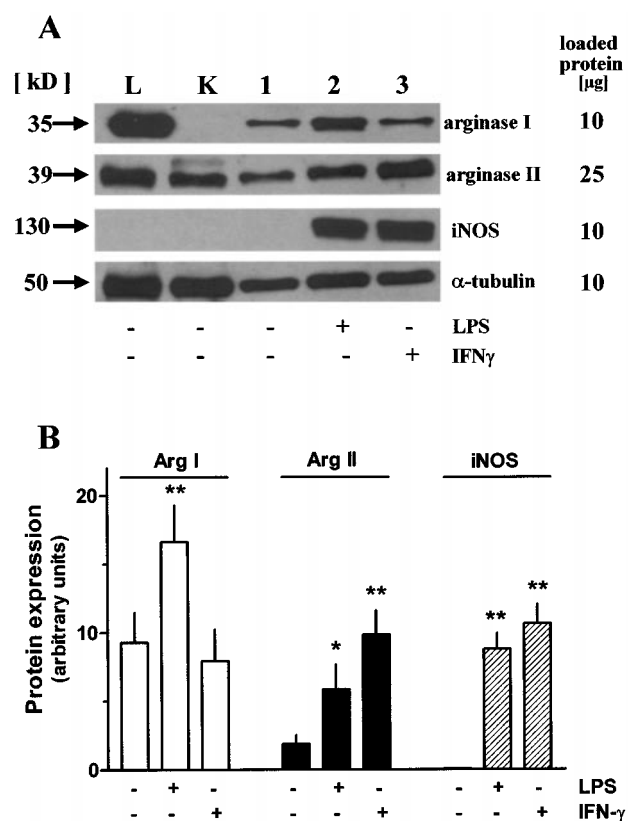 A
loaded protein [µg]
[ kD ] L K 1 2 3
35 arginase I 10
39 arginase II 25
130 iNOS 10
50 α-tubulin 10
- - - + - LPS
- - - - + IFNγ
B
Arg I Arg II iNOS
Protein expression (arbitrary units)
20
10
0
**
* **
** **
- + - - + - - + - LPS
- - + - - + - - + IFN-γ